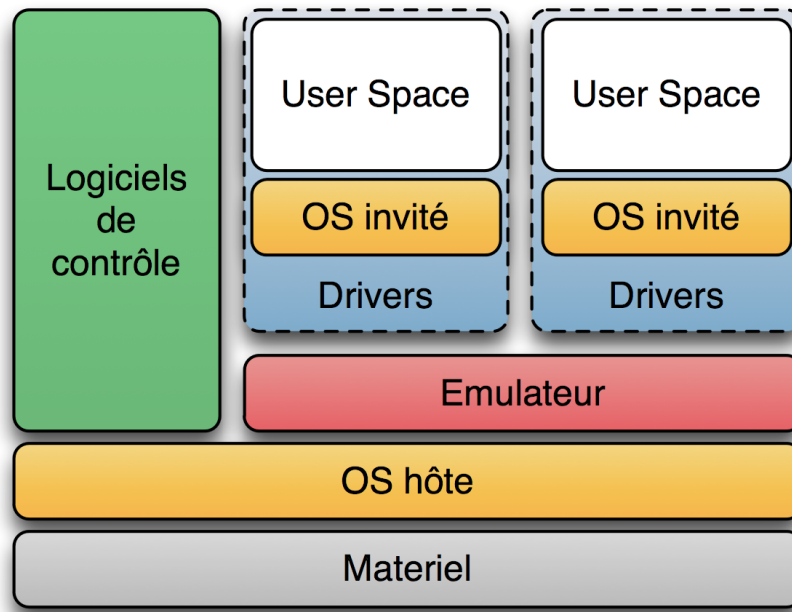 Logiciels
de
contrôle
User Space
OS invité
Drivers
User Space
OS invité
Drivers
Emulateur
OS hôte
Materiel